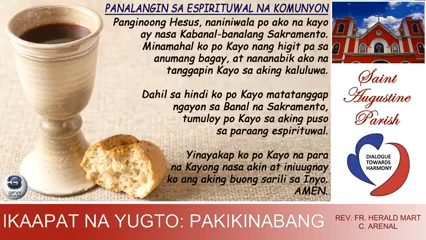 PANALANGIN SA ESPIRITUWAL NA KOMUNYON
Panginoong Hesus, naniniwala po ako na kayo
ay nasa Kabanal-banalang Sakramento.
Minamahal ko po Kayo nang higit pa sa
anumang bagay, at nananabik ako na
tanggapin Kayo sa aking kaluluwa.
Dahil sa hindi ko po Kayo matatanggap
ngayon sa Banal na Sakramento,
tumuloy po Kayo sa aking puso
sa paraang espirituwal.
Yinayakap ko po Kayo na para
na Kayong nasa akin at iniuugnay
ko ang aking buong sarili sa Inyo,
AMEN.
Saint
Augustine
Parish
DIALOGUE
TOWARDS
HARMONY
IKAAPAT NA YUGTO: PAKIKINABANG
REV. FR. HERALD MART
C. ARENAL